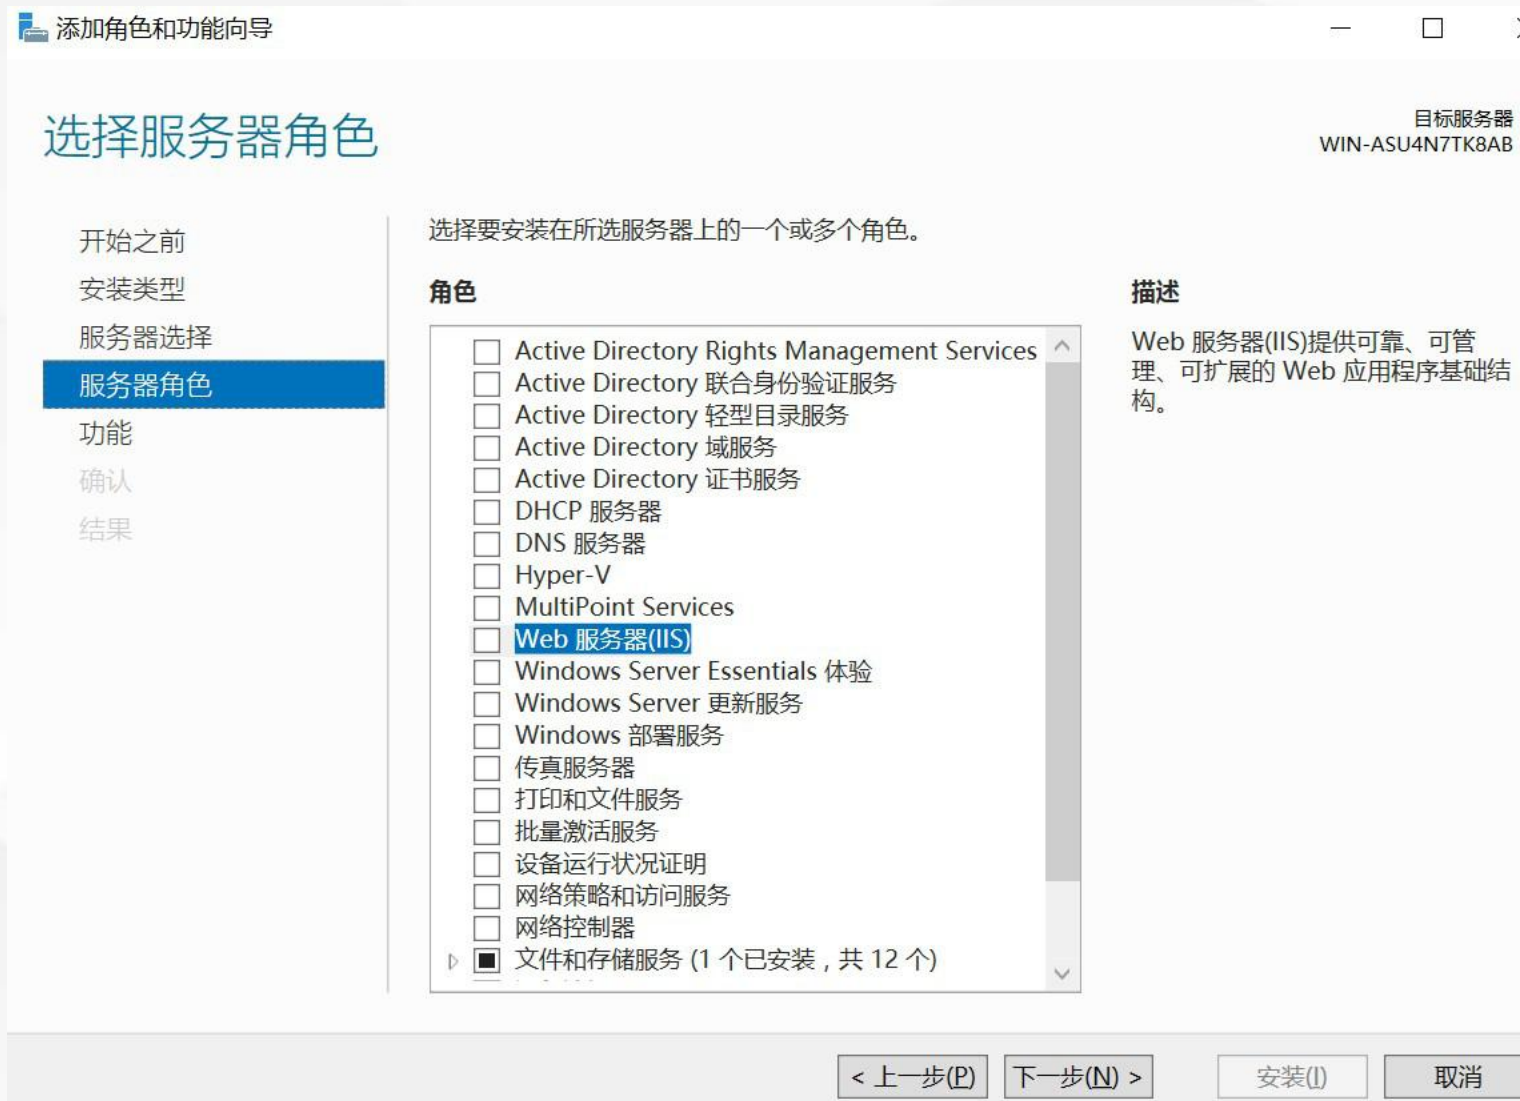 添加角色和功能向导
选择服务器角色
目标服务器
WIN-ASU4N7TK8AB
开始之前
安装类型
服务器选择
服务器角色
功能
确认
结果
选择要安装在所选服务器上的一个或多个角色。
角色
Active Directory Rights Management Services
Active Directory 联合身份验证服务
Active Directory 轻型目录服务
Active Directory 域服务
Active Directory 证书服务
DHCP 服务器
DNS 服务器
Hyper-V
MultiPoint Services
Web 服务器(IIS)
Windows Server Essentials 体验
Windows Server 更新服务
Windows 部署服务
传真服务器
打印和文件服务
批量激活服务
设备运行状况证明
网络策略和访问服务
网络控制器
文件和存储服务 (1 个已安装，共 12 个)
描述
Web 服务器(IIS)提供可靠、可管
理、可扩展的 Web 应用程序基础结
构。
< 上一步(P)
下一步(N) >
安装(I)
取消